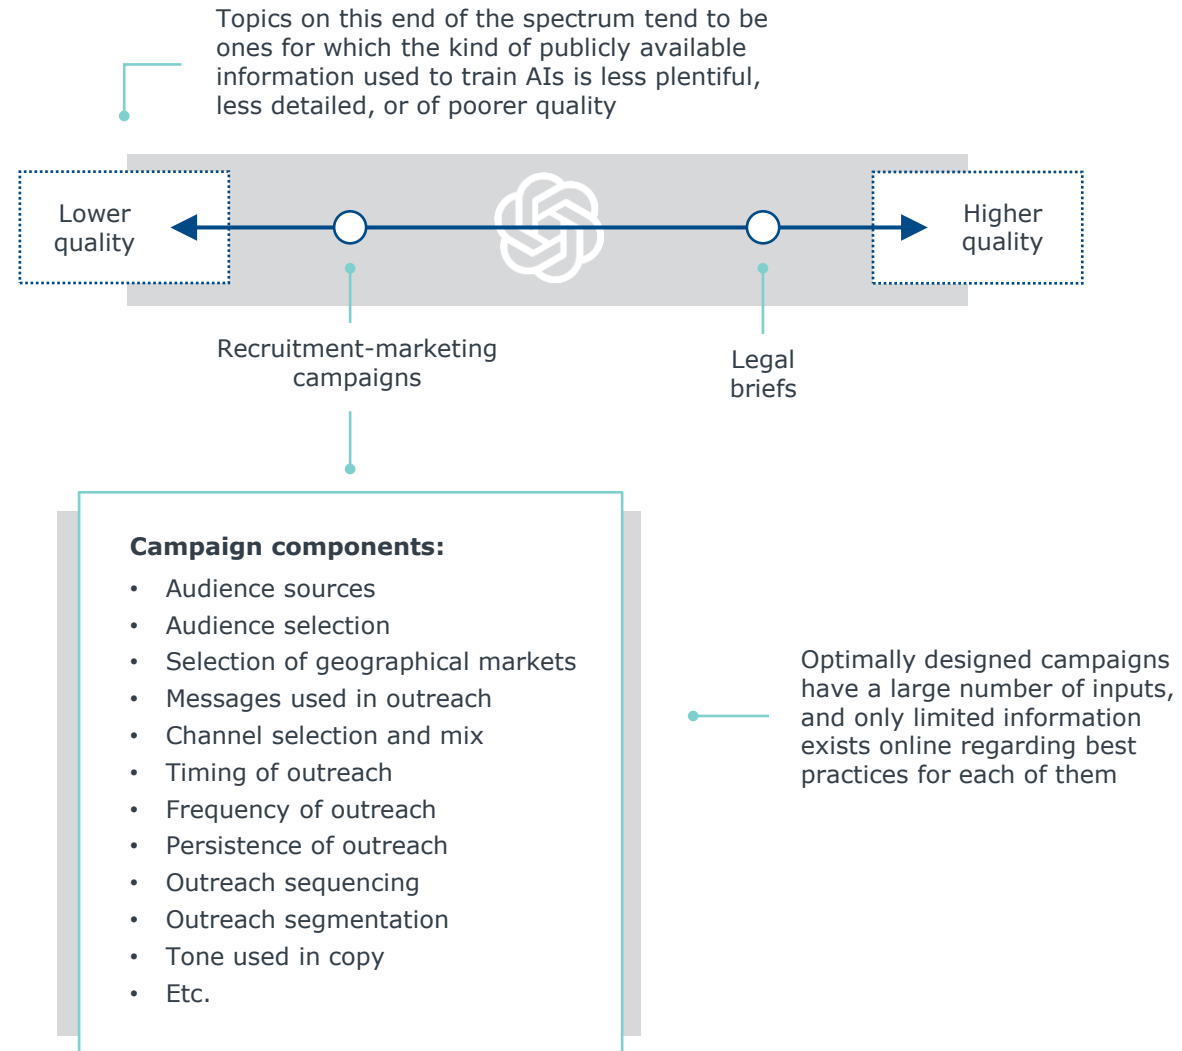 Topics on this end of the spectrum tend to be
ones for which the kind of publicly available
information used to train AIs is less plentiful,
less detailed, or of poorer quality
Lower
quality
Higher
quality
Recruitment-marketing
campaigns
Legal
briefs
Campaign components:
• Audience sources
• Audience selection
• Selection of geographical markets
• Messages used in outreach
• Channel selection and mix
• Timing of outreach
• Frequency of outreach
• Persistence of outreach
• Outreach sequencing
• Outreach segmentation
• Tone used in copy
• Etc.
Optimally designed campaigns
have a large number of inputs,
and only limited information
exists online regarding best
practices for each of them